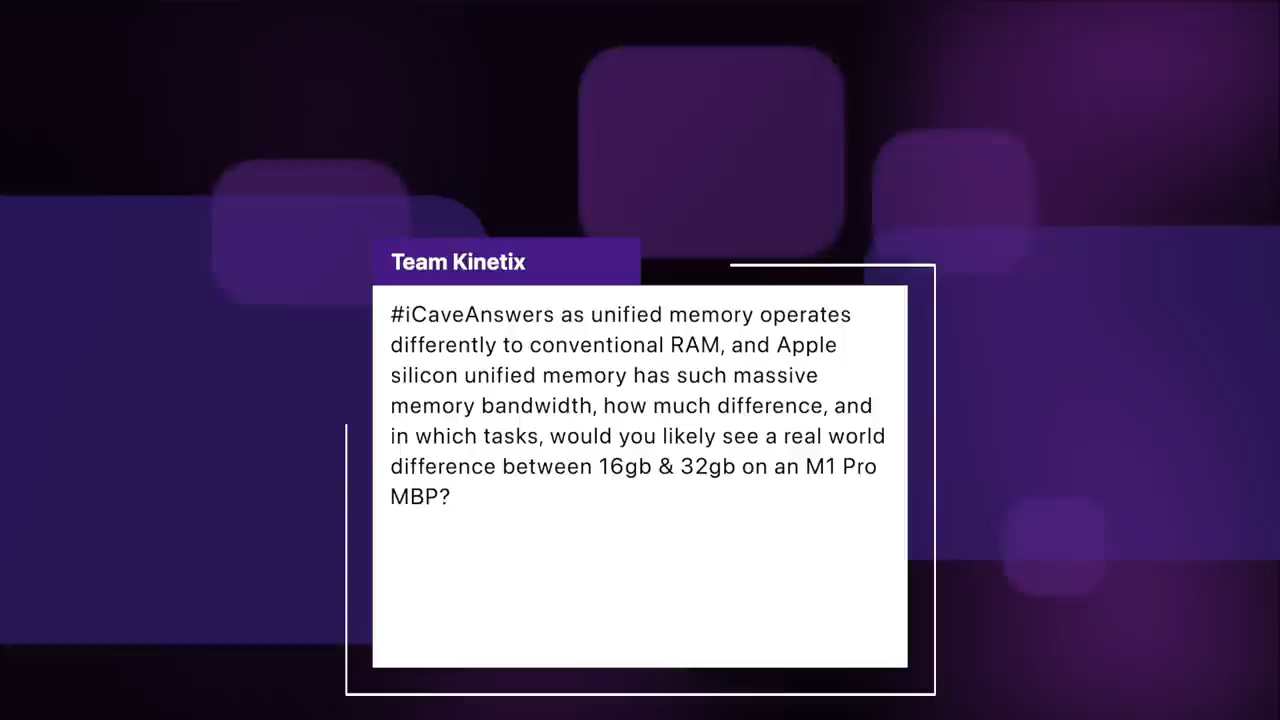 Team Kinetix
#iCaveAnswers as unified memory operates
differently to conventional RAM, and Apple
silicon unified memory has such massive
memory bandwidth, how much difference, and
in which tasks, would you likely see a real world
difference between 16gb & 32gb on an M1 Pro
MBP?